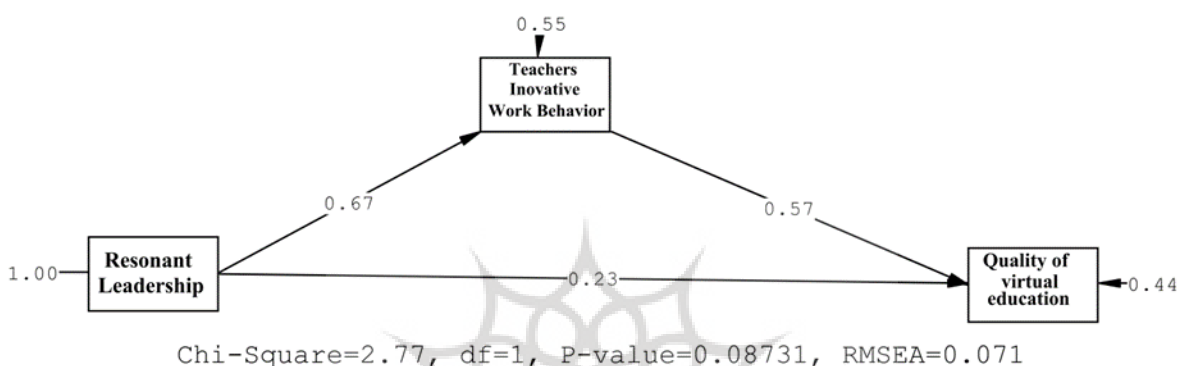 0.55
Teachers
Inovative
Work Behavior
0.67
0.57
Resonant
Leadership
1.00
0.23
Quality of
virtual
education
0.44
Chi-Square=2.77, df=1, P-value=0.08731, RMSEA=0.071